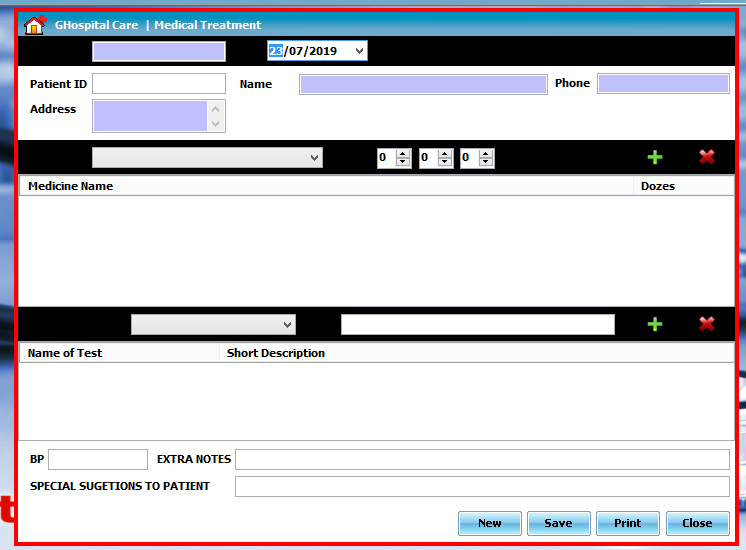 GHospital Care | Medical Treatment
23/07/2019
Patient ID Name Phone
Address
0 0 0
Medicine Name Dozes
Name of Test Short Description
BP EXTRA NOTES
SPECIAL SUGETIONS TO PATIENT
t
New Save Print Close